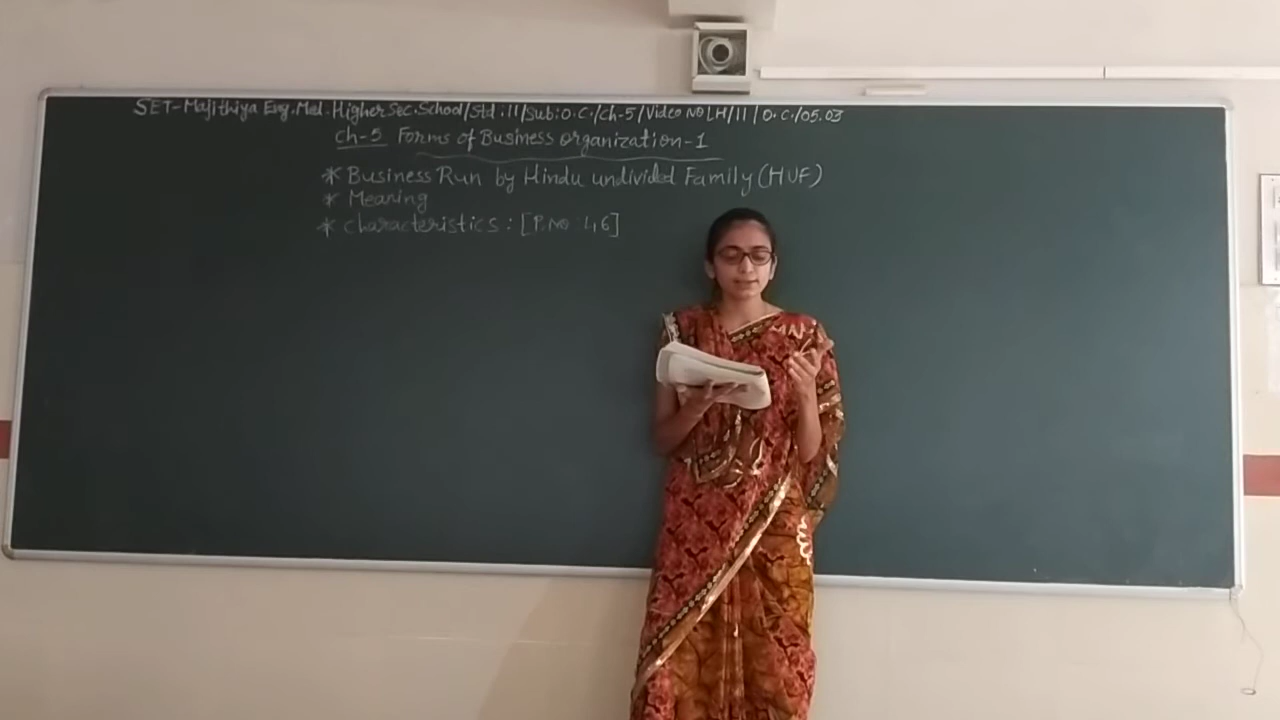 SET-Majithiya Eng.Med.Higher Sec.School/Std.11/Sub:O.C./Ch-5/Video No LH/11/O.C./05.03
Ch-5 Forms of Business organization-1
* Business Run by Hindu undivided Family (HUF)
* Meaning
* Characteristics : [P.No: 46]